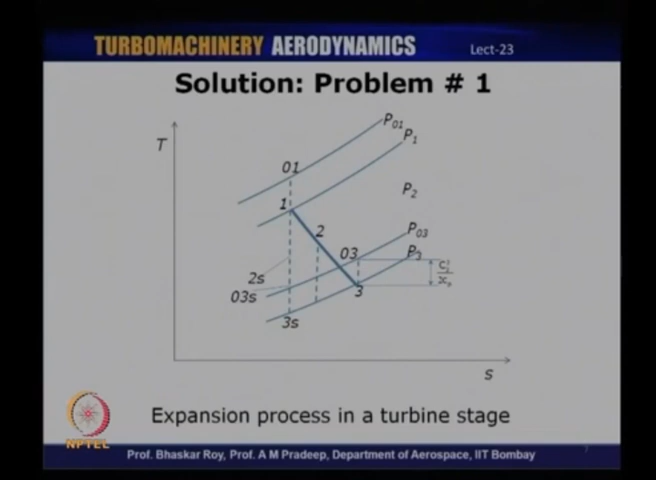 TURBOMACHINERY AERODYNAMICS
Lect-23
Solution: Problem # 1
T
P01
P1
01
1
P2
2
P03
03
P3
2s
03s
3
3s
s
Expansion process in a turbine stage
NPTEL
Prof. Bhaskar Roy, Prof. A M Pradeep, Department of Aerospace, IIT Bombay